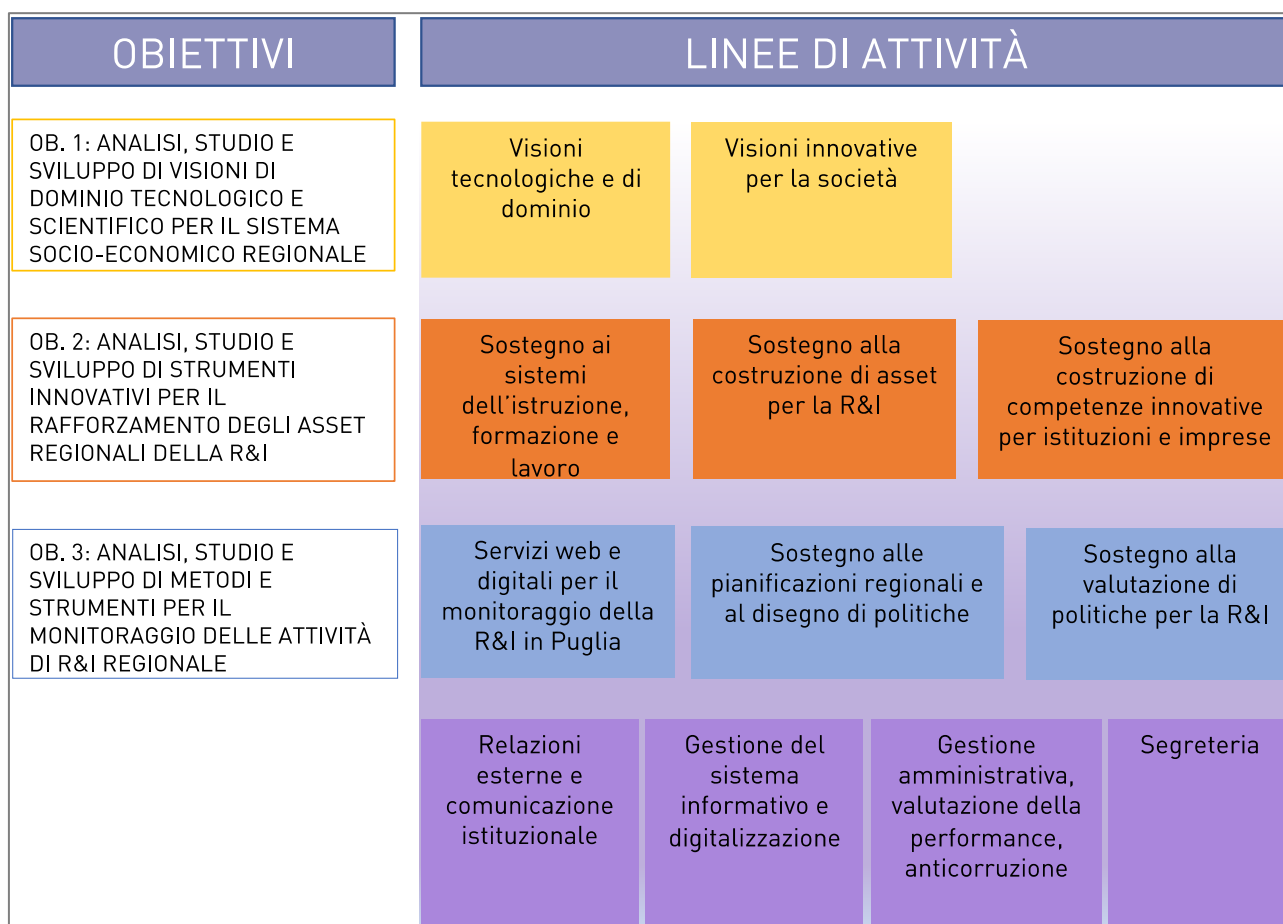 OBIETTIVI
LINEE DI ATTIVITÀ
OB. 1: ANALISI, STUDIO E
SVILUPPO DI VISIONI DI
DOMINIO TECNOLOGICO E
SCIENTIFICO PER IL SISTEMA
SOCIO-ECONOMICO REGIONALE
Visioni
tecnologiche e di
dominio
Visioni innovative
per la società
OB. 2: ANALISI, STUDIO E
SVILUPPO DI STRUMENTI
INNOVATIVI PER IL
RAFFORZAMENTO DEGLI ASSET
REGIONALI DELLA R&I
Sostegno ai
sistemi
dell'istruzione,
formazione e
lavoro
Sostegno alla
costruzione di asset
per la R&I
Sostegno alla
costruzione di
competenze innovative
per istituzioni e imprese
OB. 3: ANALISI, STUDIO E
SVILUPPO DI METODI E
STRUMENTI PER IL
MONITORAGGIO DELLE ATTIVITÀ
DI R&I REGIONALE
Servizi web e
digitali per il
monitoraggio della
R&I in Puglia
Sostegno alle
pianificazioni regionali e
al disegno di politiche
Sostegno alla
valutazione di
politiche per la R&I
Relazioni
esterne e
comunicazione
istituzionale
Gestione del
sistema
informativo e
digitalizzazione
Gestione
amministrativa,
valutazione della
performance,
anticorruzione
Segreteria